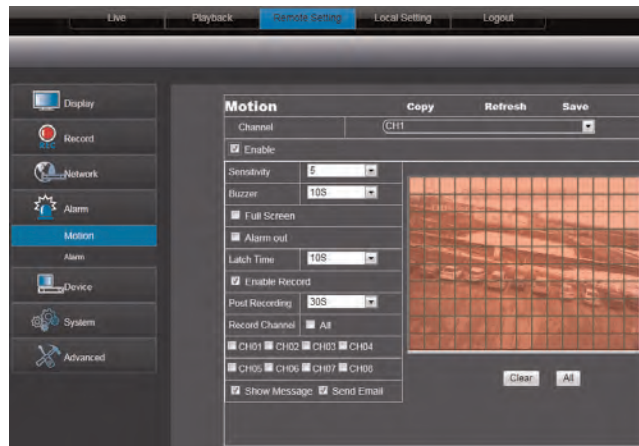 Live Playback Remote Setting Local Setting Logout
Display
Record
Network
Alarm
Motion
Alarm
Device
System
Advanced
Motion Copy Refresh Save
Channel CH1
Enable
Sensitivity 5
Buzzer 10S
Full Screen
Alarm out
Latch Time 10S
Enable Record
Post Recording 30S
Record Channel All
CH01 CH02 CH03 CH04
CH05 CH06 CH07 CH08
Show Message Send Email
Clear All